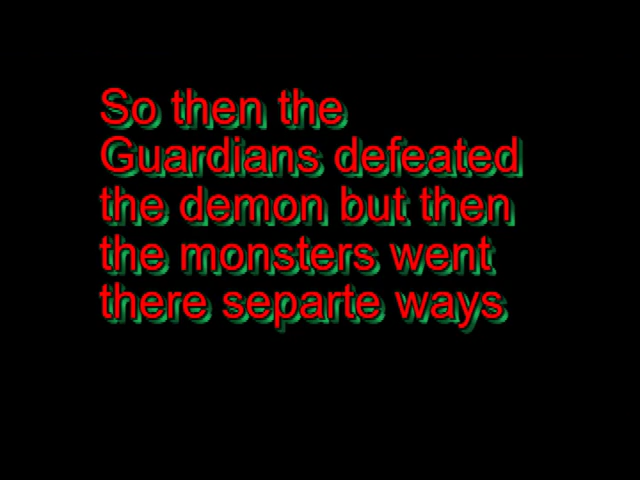 So then the
Guardians defeated
the demon but then
the monsters went
there separte ways